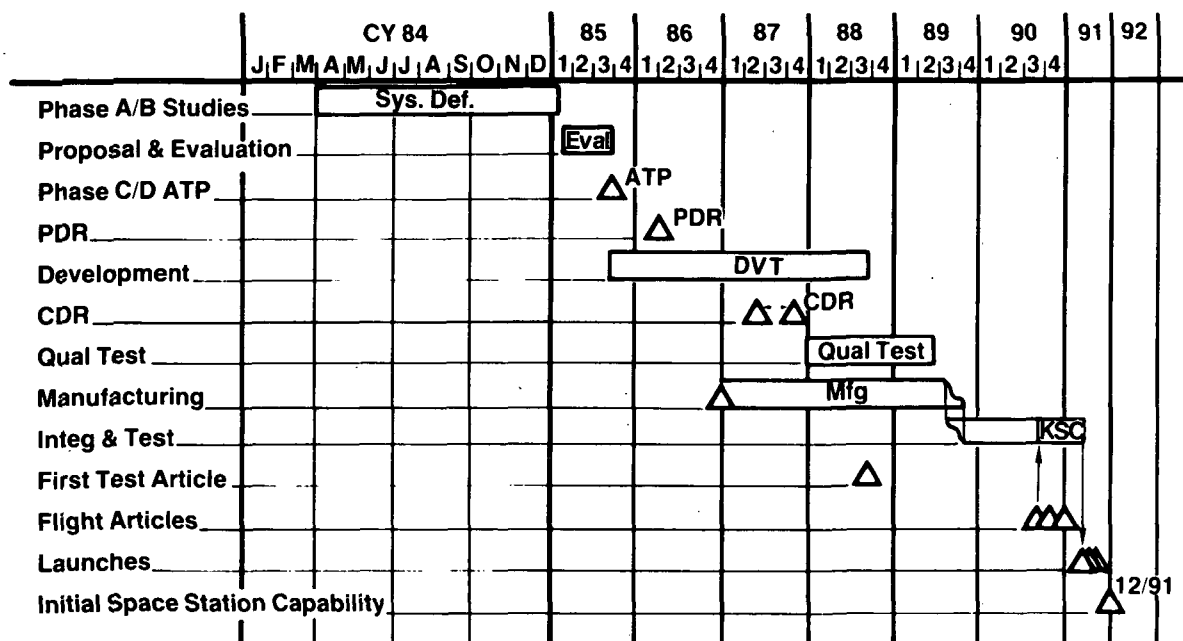 CY 84 85 86 87 88 89 90 91 92
J F M A M J J A S O N D 1 2 3 4 1 2 3 4 1 2 3 4 1 2 3 4 1 2 3 4 1 2 3 4
Phase A/B Studies Sys. Def.
Proposal & Evaluation Eval
Phase C/D ATP ATP
PDR PDR
Development DVT
CDR CDR
Qual Test Qual Test
Manufacturing Mfg
Integ & Test KSC
First Test Article
Flight Articles
Launches
Initial Space Station Capability 12/91